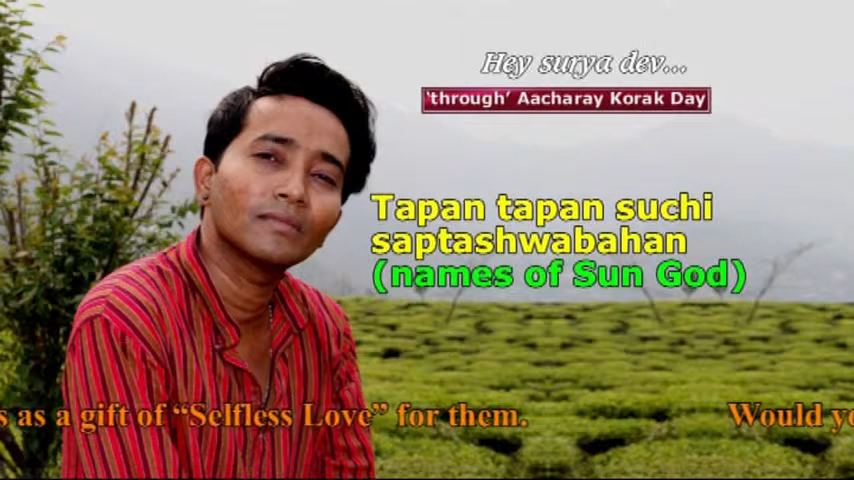 Hey surya dev...
‘through’ Aacharay Korak Day
Tapan tapan suchi
saptashwabahan
(names of Sun God)
s as a gift of “Selfless Love” for them. Would yo